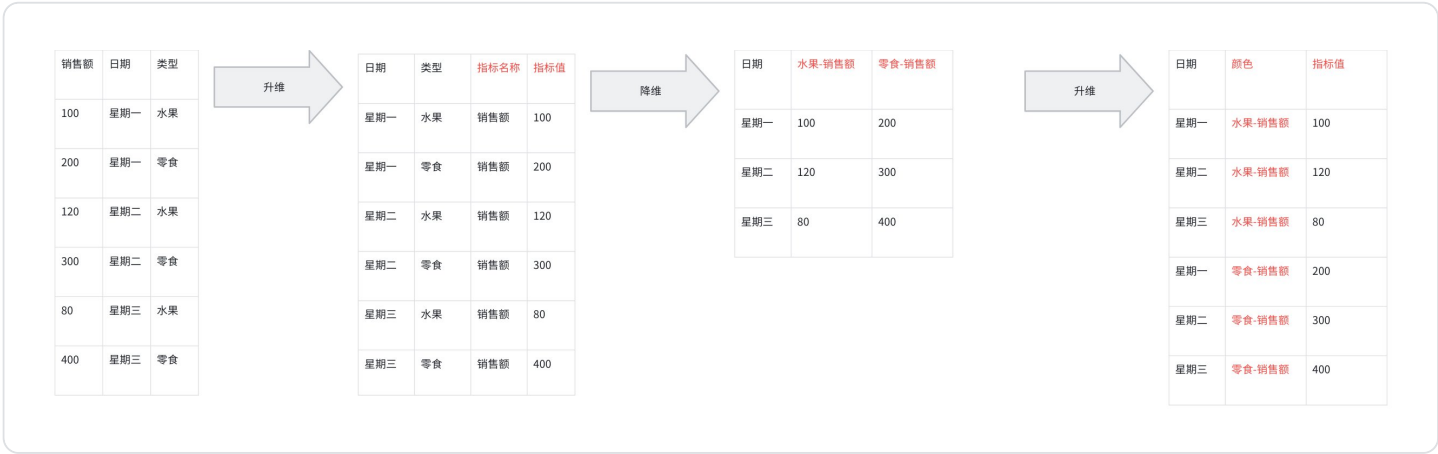 销售额 日期 类型
100 星期一 水果
200 星期一 零食
120 星期二 水果
300 星期二 零食
80 星期三 水果
400 星期三 零食
升维
日期 类型 指标名称 指标值
星期一 水果 销售额 100
星期一 零食 销售额 200
星期二 水果 销售额 120
星期二 零食 销售额 300
星期三 水果 销售额 80
星期三 零食 销售额 400
降维
日期 水果-销售额 零食-销售额
星期一 100 200
星期二 120 300
星期三 80 400
升维
日期 颜色 指标值
星期一 水果-销售额 100
星期二 水果-销售额 120
星期三 水果-销售额 80
星期一 零食-销售额 200
星期二 零食-销售额 300
星期三 零食-销售额 400